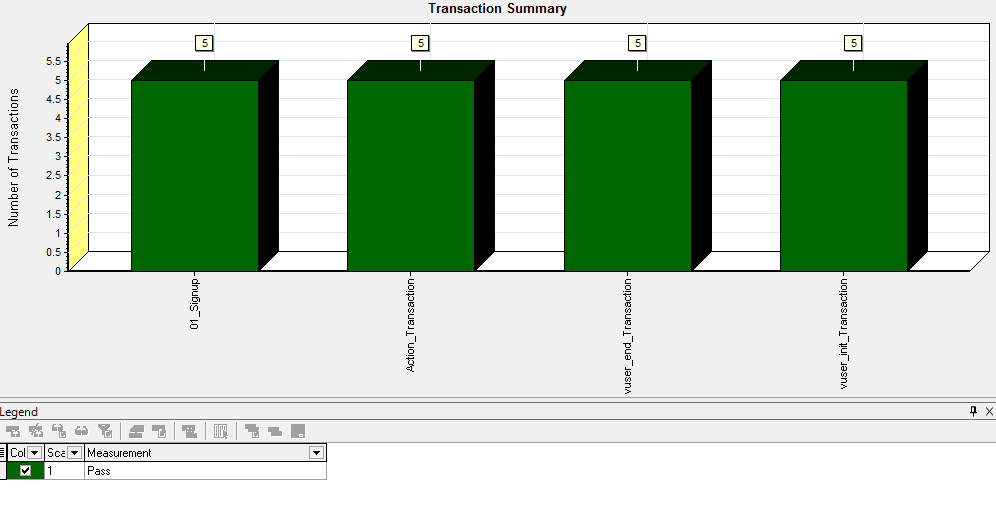 Transaction Summary
5 5 5 5
Number of Transactions
5.5
5
4.5
4
3.5
3
2.5
2
1.5
1
0.5
0
01_Signup
Action_Transaction
vuser_end_Transaction
vuser_init_Transaction
Legend
Col Sca Measurement
1 Pass